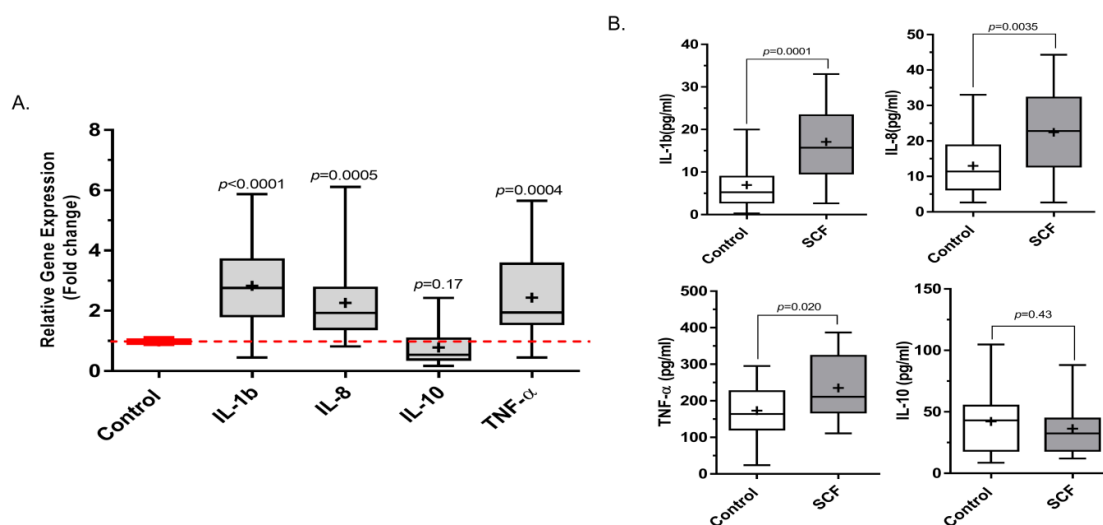 A.
Relative Gene Expression
(Fold change)
8
6
4
2
0
p<0.0001
p=0.0005
p=0.17
p=0.0004
Control
IL-1b
IL-8
IL-10
TNF-α
B.
IL-1b(pg/ml)
40
30
20
10
0
p=0.0001
Control
SCF
IL-8(pg/ml)
50
40
30
20
10
0
p=0.0035
Control
SCF
TNF-α (pg/ml)
500
400
300
200
100
0
p=0.020
Control
SCF
IL-10 (pg/ml)
150
100
50
0
p=0.43
Control
SCF